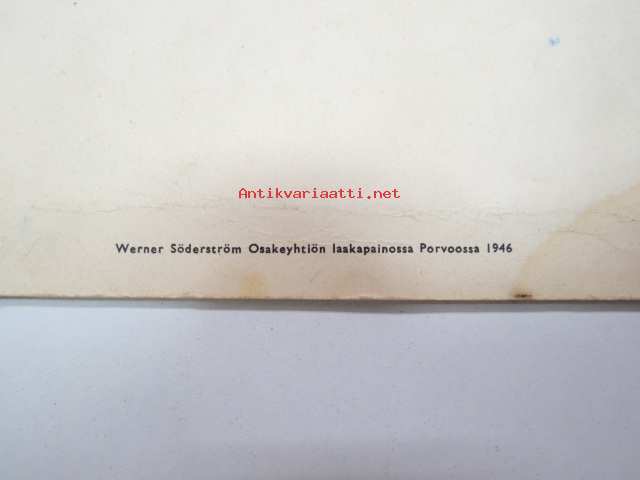 Antikvariaatti.net
Werner Söderström Osakeyhtiön laakapainossa Porvoossa 1946